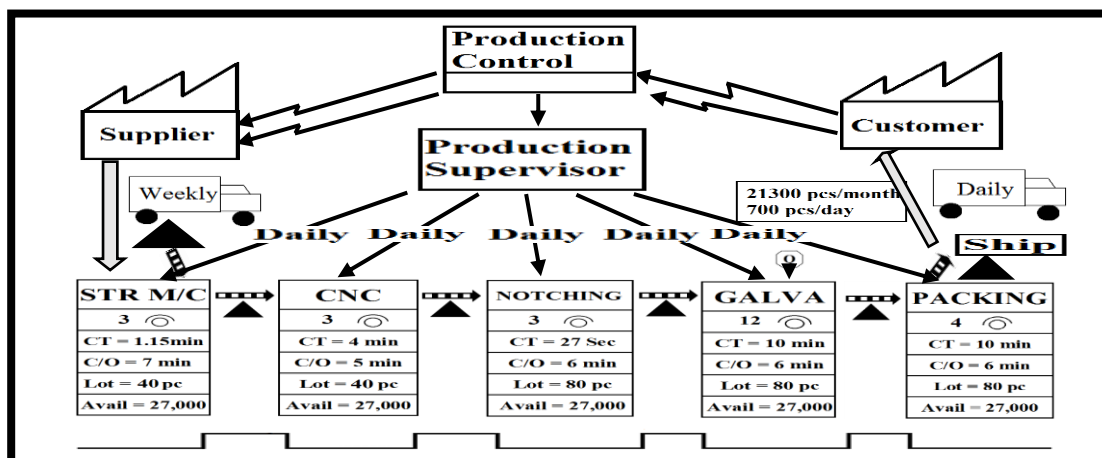 Production
Control
Supplier
Customer
Production
Supervisor
Weekly
21300 pcs/month
700 pcs/day
Daily
Daily Daily Daily Daily Daily
Ship
STR M/C
3
CT = 1.15min
C/O = 7 min
Lot = 40 pc
Avail = 27,000
CNC
3
CT = 4 min
C/O = 5 min
Lot = 40 pc
Avail = 27,000
NOTCHING
3
CT = 27 Sec
C/O = 6 min
Lot = 80 pc
Avail = 27,000
O
GALVA
12
CT = 10 min
C/O = 6 min
Lot = 80 pc
Avail = 27,000
PACKING
4
CT = 10 min
C/O = 6 min
Lot = 80 pc
Avail = 27,000